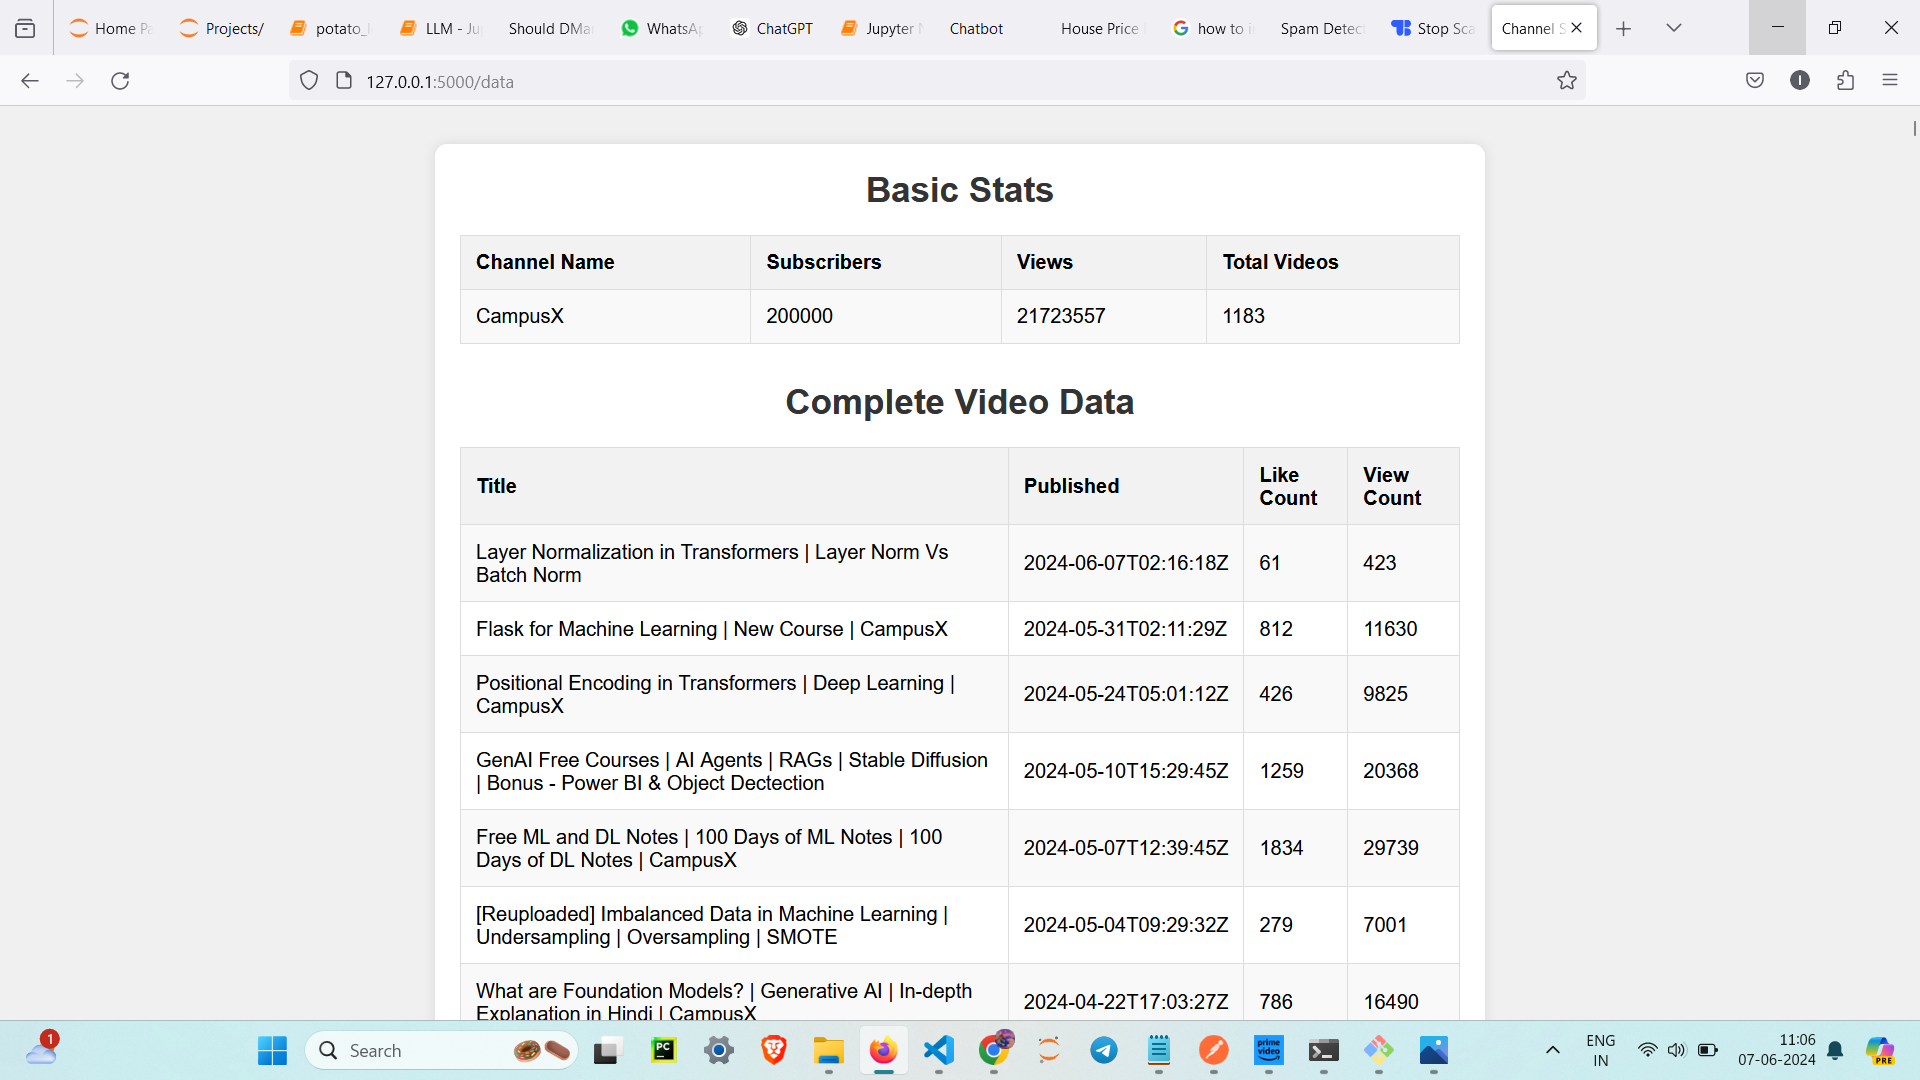 Home Pa
Projects/
potato_l
LLM - Ju
Should DMa
WhatsAp
ChatGPT
Jupyter N
Chatbot
House Price
how to i
Spam Detec
Stop Sca
Channel S
127.0.0.1:5000/data
Basic Stats
Channel Name Subscribers Views Total Videos
CampusX 200000 21723557 1183
Complete Video Data
Title Published Like Count View Count
Layer Normalization in Transformers | Layer Norm Vs
Batch Norm
2024-06-07T02:16:18Z 61 423
Flask for Machine Learning | New Course | CampusX 2024-05-31T02:11:29Z 812 11630
Positional Encoding in Transformers | Deep Learning |
CampusX
2024-05-24T05:01:12Z 426 9825
GenAI Free Courses | AI Agents | RAGs | Stable Diffusion
| Bonus - Power BI & Object Dectection
2024-05-10T15:29:45Z 1259 20368
Free ML and DL Notes | 100 Days of ML Notes | 100
Days of DL Notes | CampusX
2024-05-07T12:39:45Z 1834 29739
[Reuploaded] Imbalanced Data in Machine Learning |
Undersampling | Oversampling | SMOTE
2024-05-04T09:29:32Z 279 7001
What are Foundation Models? | Generative AI | In-depth
Explanation in Hindi | CampusX
2024-04-22T17:03:27Z 786 16490
1
Search
PC
prime video
ENG
IN
11:06
07-06-2024
PRE